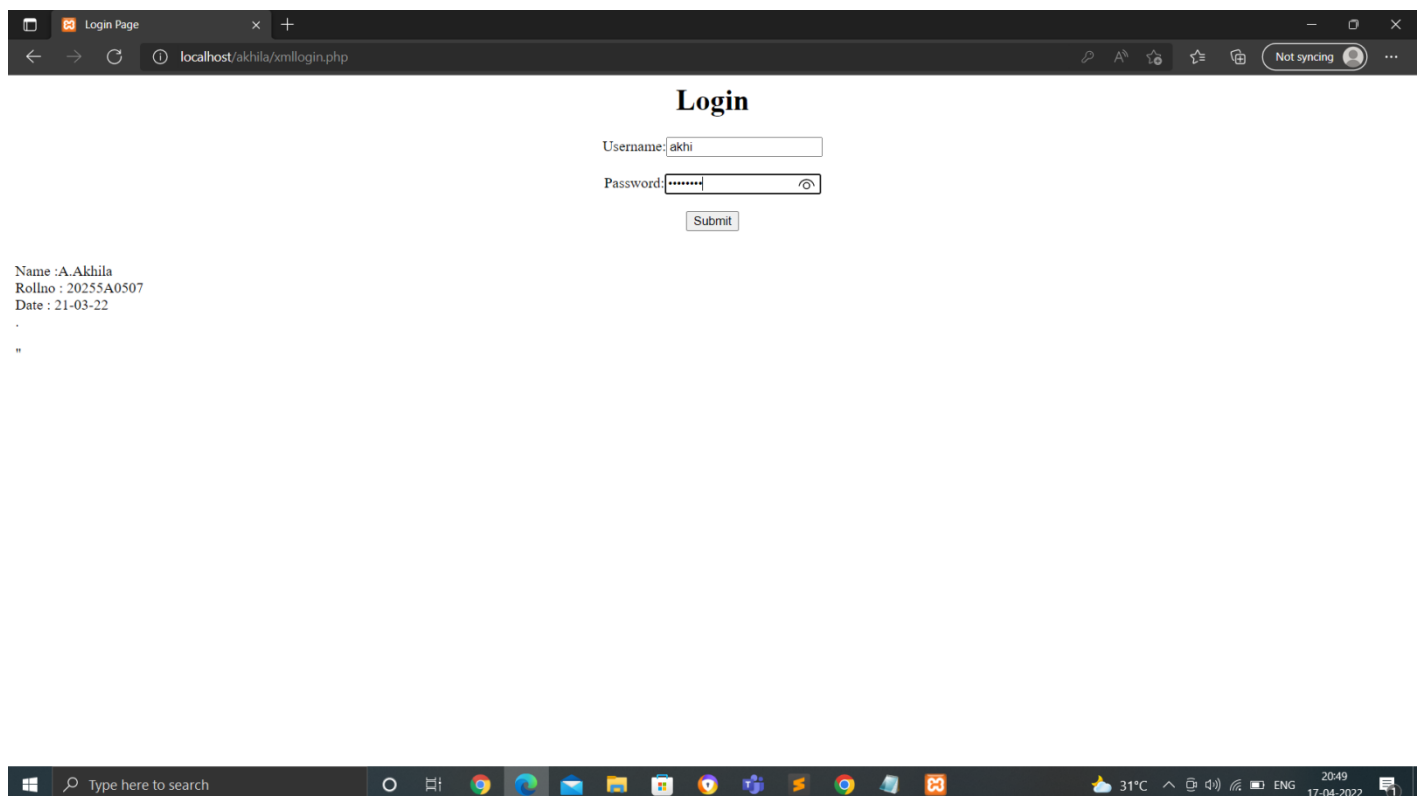 Login Page
localhost/akhila/xmllogin.php
Not syncing
Login
Username: akhi
Password: ••••••••
Submit
Name :A.Akhila
Rollno : 20255A0507
Date : 21-03-22
.
"
Type here to search
31°C ENG 20:49
17-04-2022